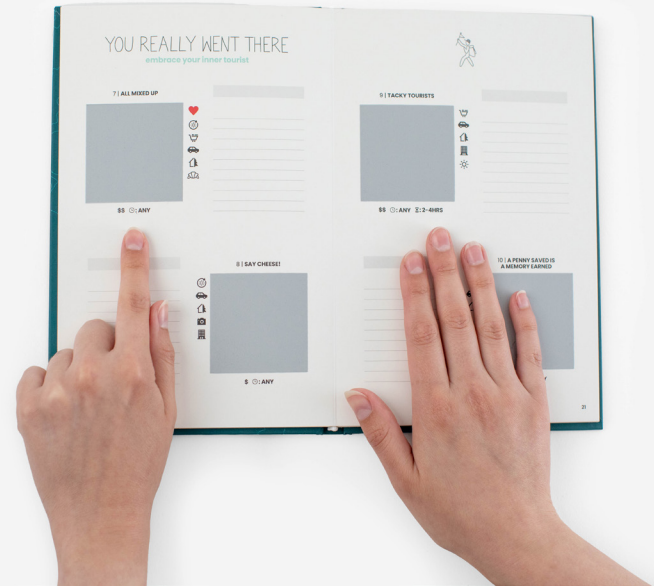 YOU REALLY WENT THERE
embrace your inner tourist
7 | ALL MIXED UP
$$ : ANY
8 | SAY CHEESE!
$ : ANY
9 | TACKY TOURISTS
$$ : ANY : 2-4HRS
10 | A PENNY SAVED IS
A MEMORY EARNED
21